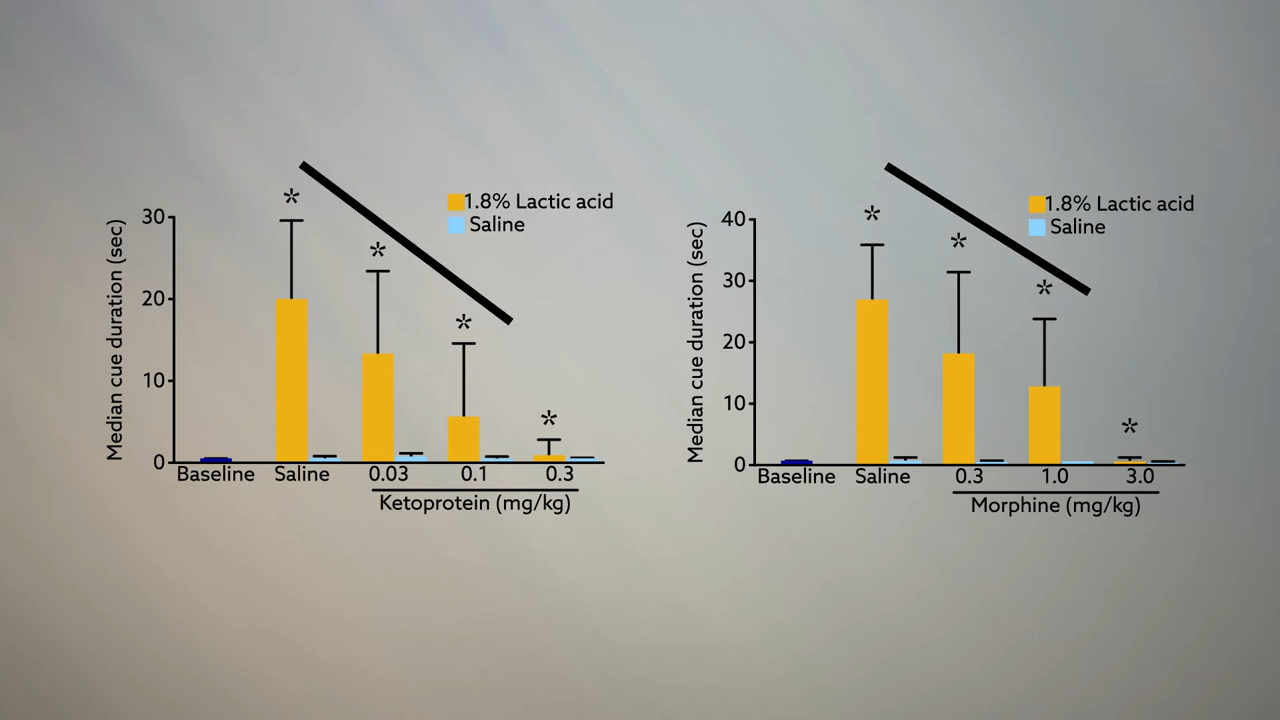 Median cue duration (sec)
30
20
10
0
*
*
*
*
1.8% Lactic acid
Saline
Baseline
Saline
0.03
0.1
0.3
Ketoprotein (mg/kg)
Median cue duration (sec)
40
30
20
10
0
*
*
*
*
1.8% Lactic acid
Saline
Baseline
Saline
0.3
1.0
3.0
Morphine (mg/kg)